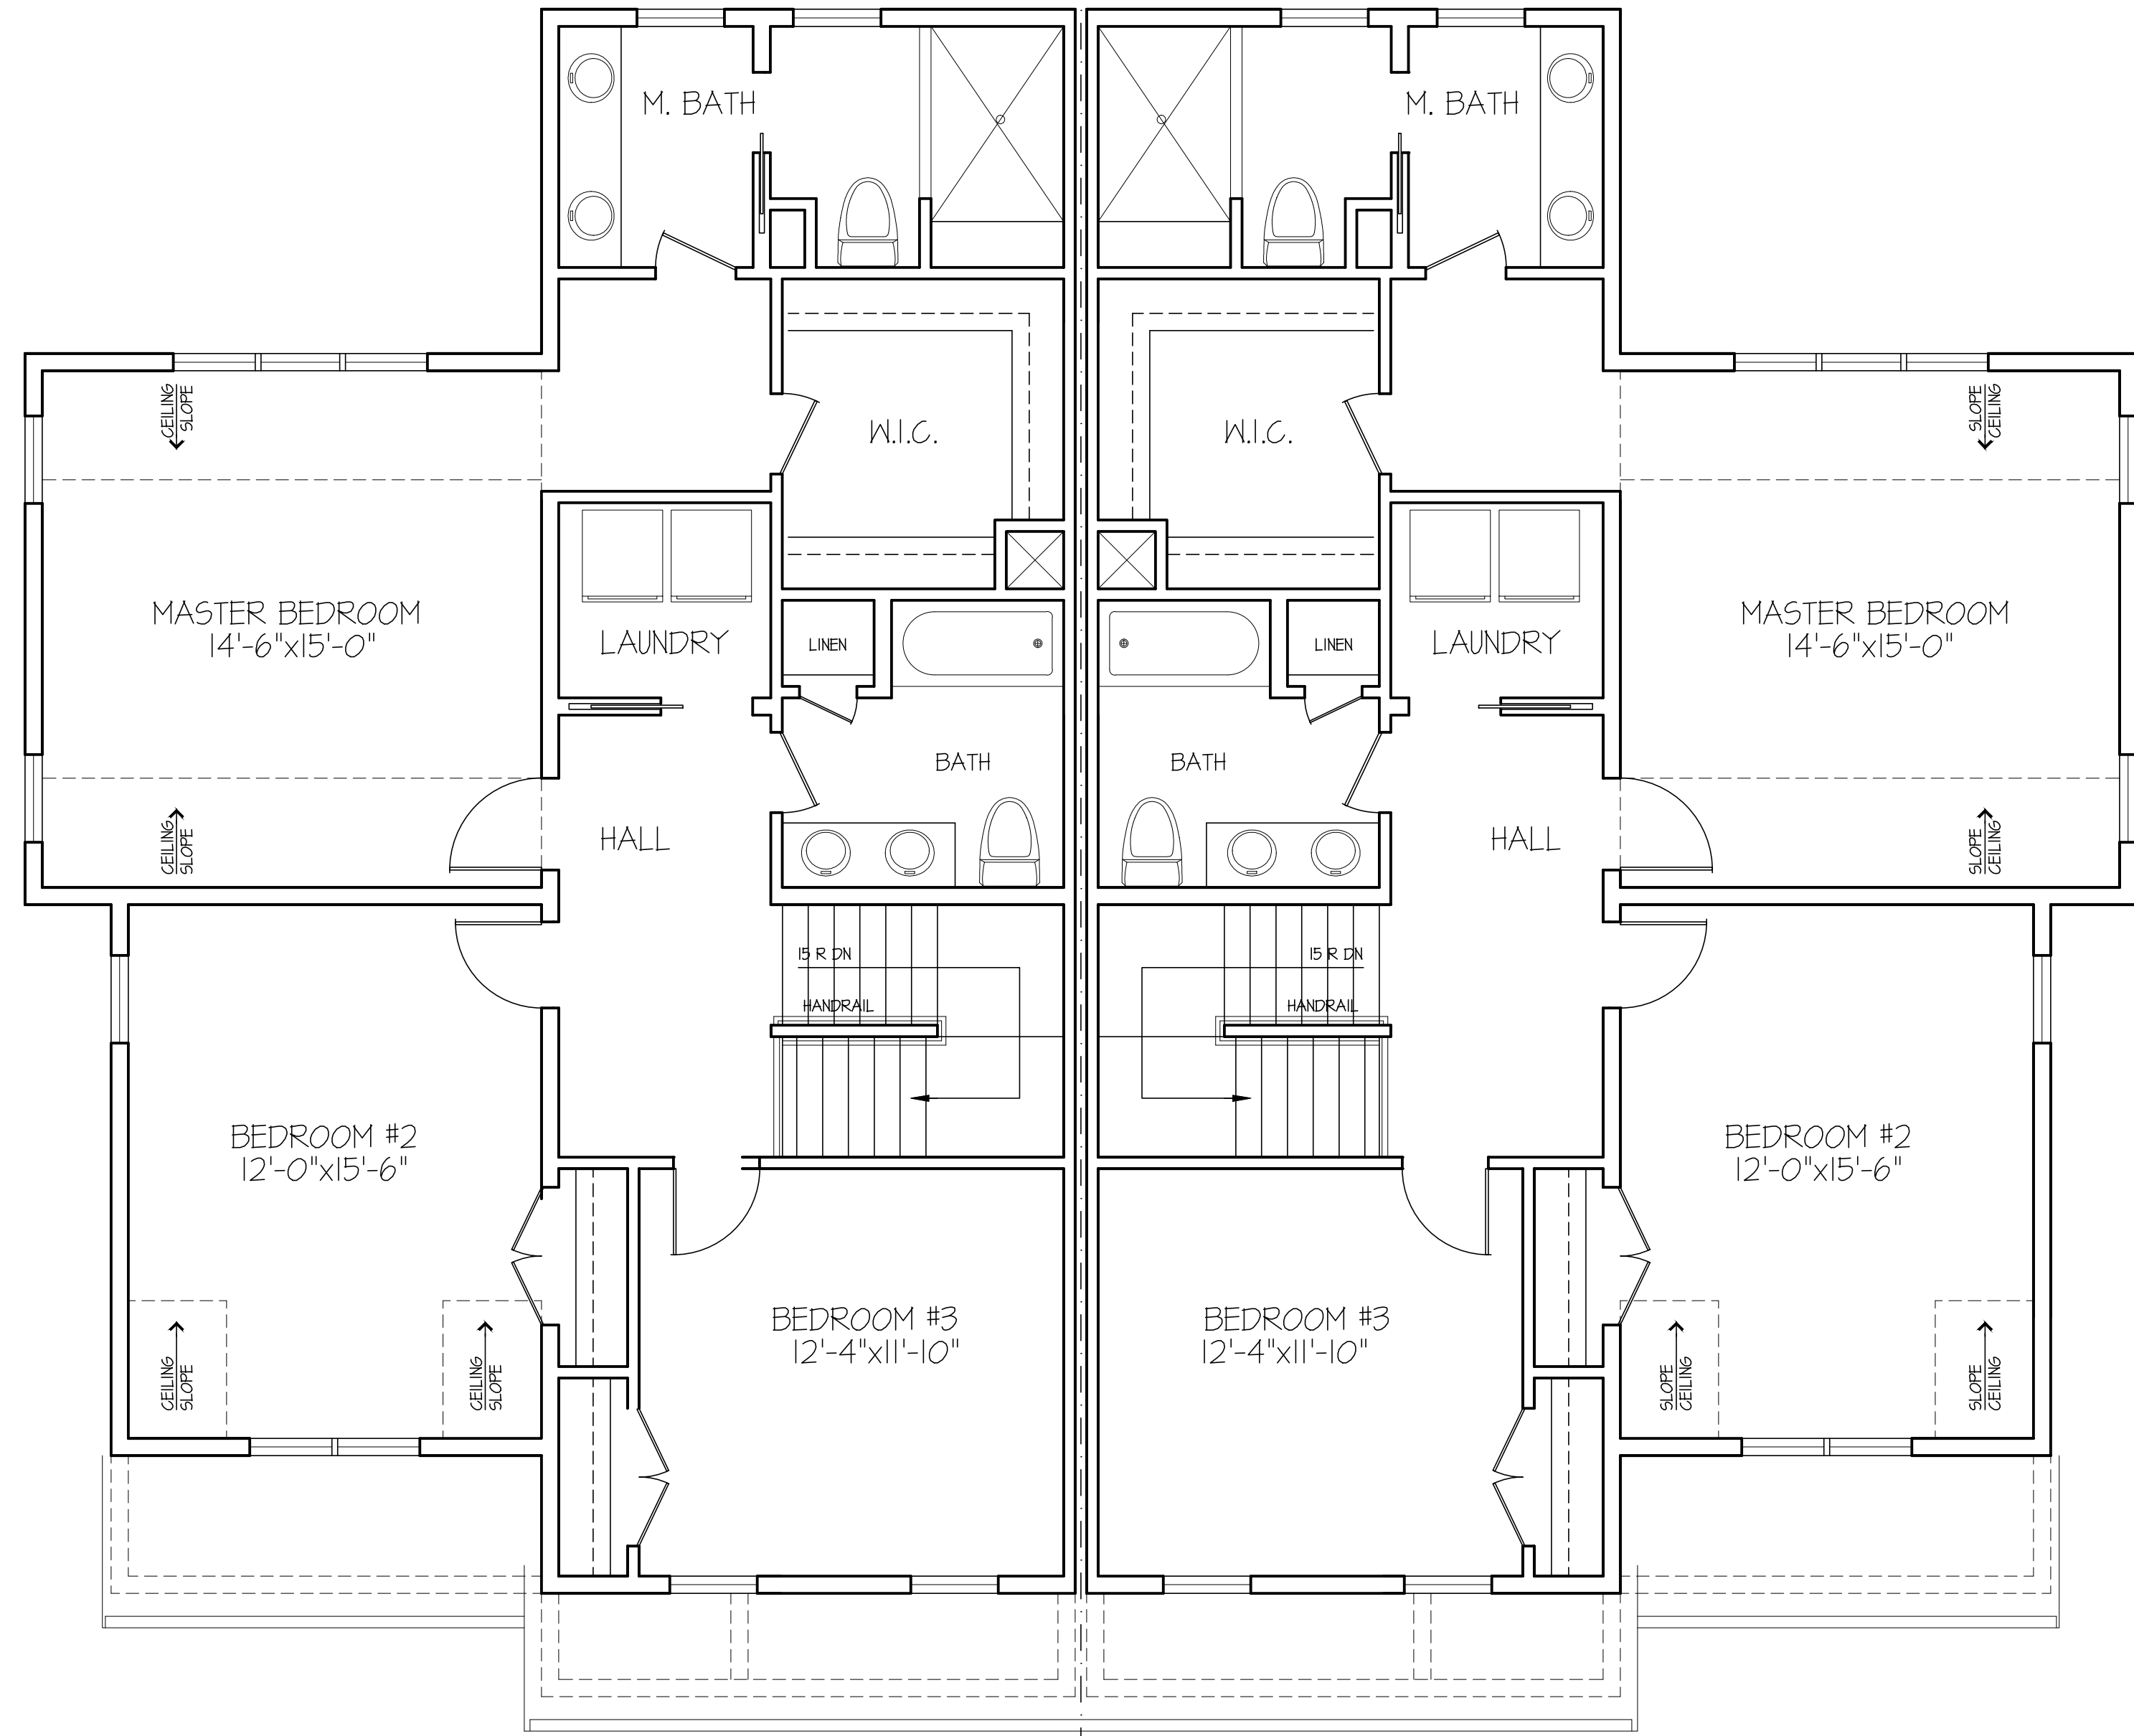 M. BATH
M. BATH
CEILING
SLOPE
SLOPE
CEILING
W.I.C.
W.I.C.
MASTER BEDROOM
14'-6"x15'-0"
LAUNDRY
LINEN
LINEN
LAUNDRY
MASTER BEDROOM
14'-6"x15'-0"
BATH
BATH
CEILING
SLOPE
HALL
HALL
SLOPE
CEILING
15 R DN
15 R DN
HANDRAIL
HANDRAIL
BEDROOM #2
12'-0"x15'-6"
BEDROOM #2
12'-0"x15'-6"
BEDROOM #3
12'-4"x11'-10"
BEDROOM #3
12'-4"x11'-10"
CEILING
SLOPE
CEILING
SLOPE
SLOPE
CEILING
SLOPE
CEILING